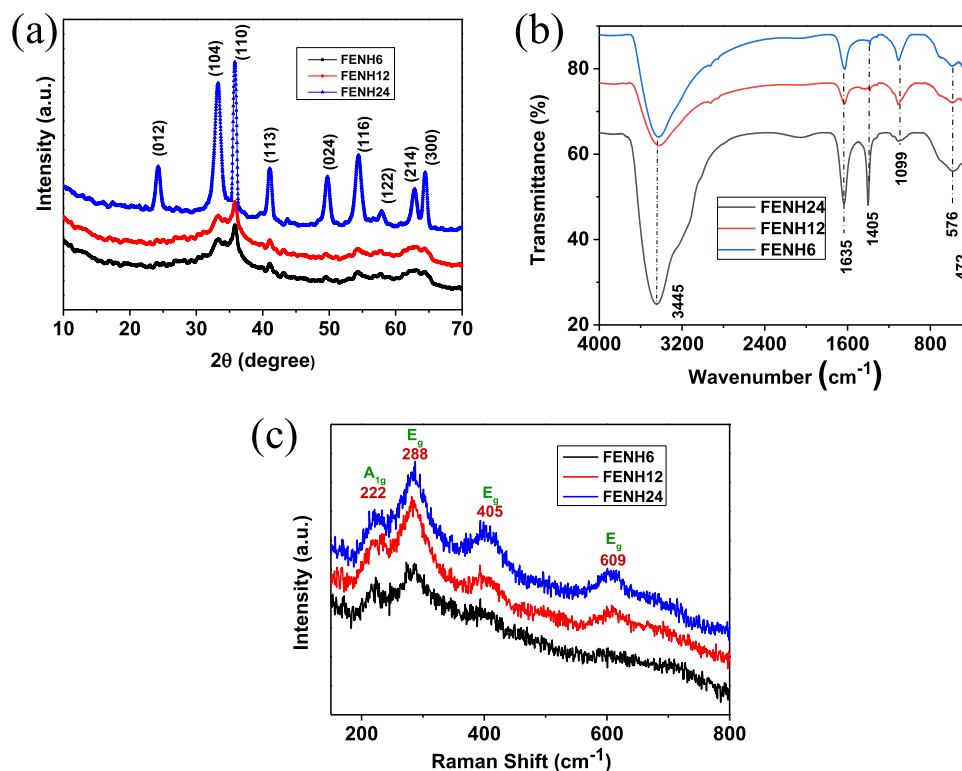 (a)
Intensity (a.u.)
FENH6
FENH12
FENH24
(012)
(104)
(110)
(113)
(024)
(116)
(122)
(214)
(300)
10 20 30 40 50 60 70
2θ (degree)
(b)
Transmittance (%)
80
60
40
20
FENH24
FENH12
FENH6
3445
1635
1405
1099
576
472
4000 3200 2400 1600 800
Wavenumber (cm-1)
(c)
Intensity (a.u.)
FENH6
FENH12
FENH24
A1g
222
Eg
288
Eg
405
Eg
609
200 400 600 800
Raman Shift (cm-1)